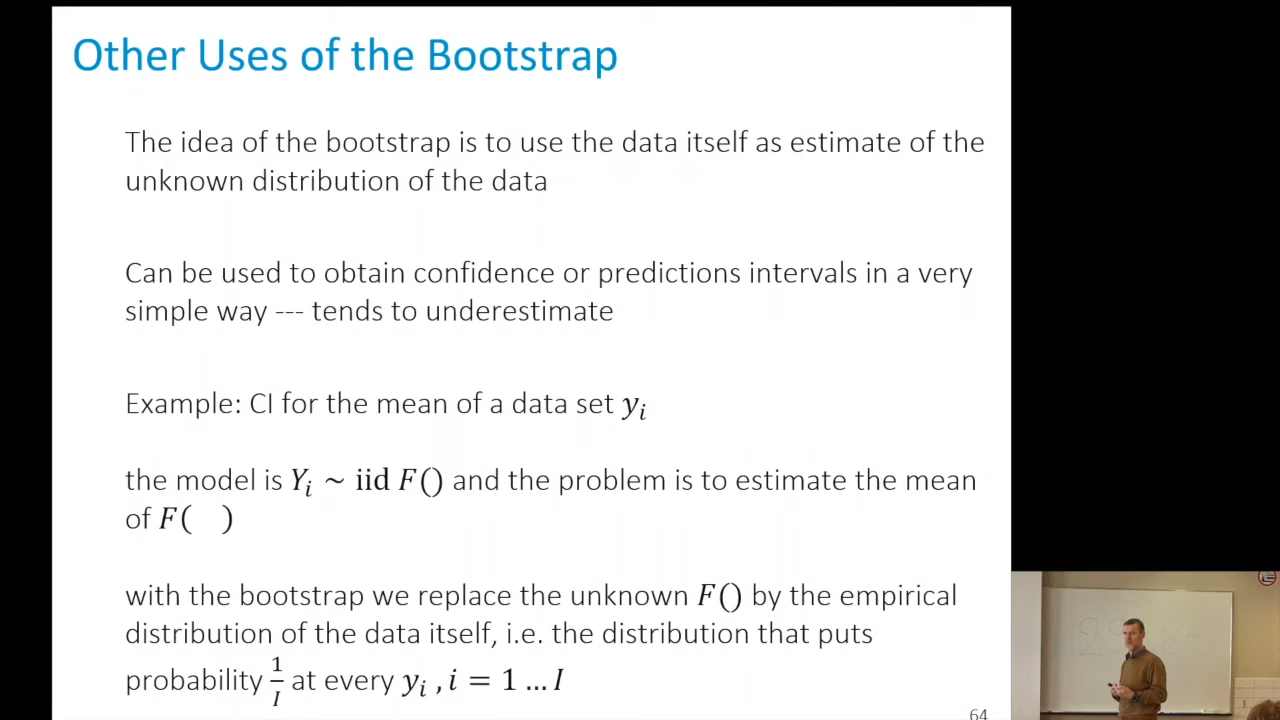 Other Uses of the Bootstrap
The idea of the bootstrap is to use the data itself as estimate of the
unknown distribution of the data
Can be used to obtain confidence or predictions intervals in a very
simple way --- tends to underestimate
Example: CI for the mean of a data set yᵢ
the model is Yᵢ ~ iid F() and the problem is to estimate the mean
of F( )
with the bootstrap we replace the unknown F() by the empirical
distribution of the data itself, i.e. the distribution that puts
probability 1/I at every yᵢ , i = 1 ... I
64